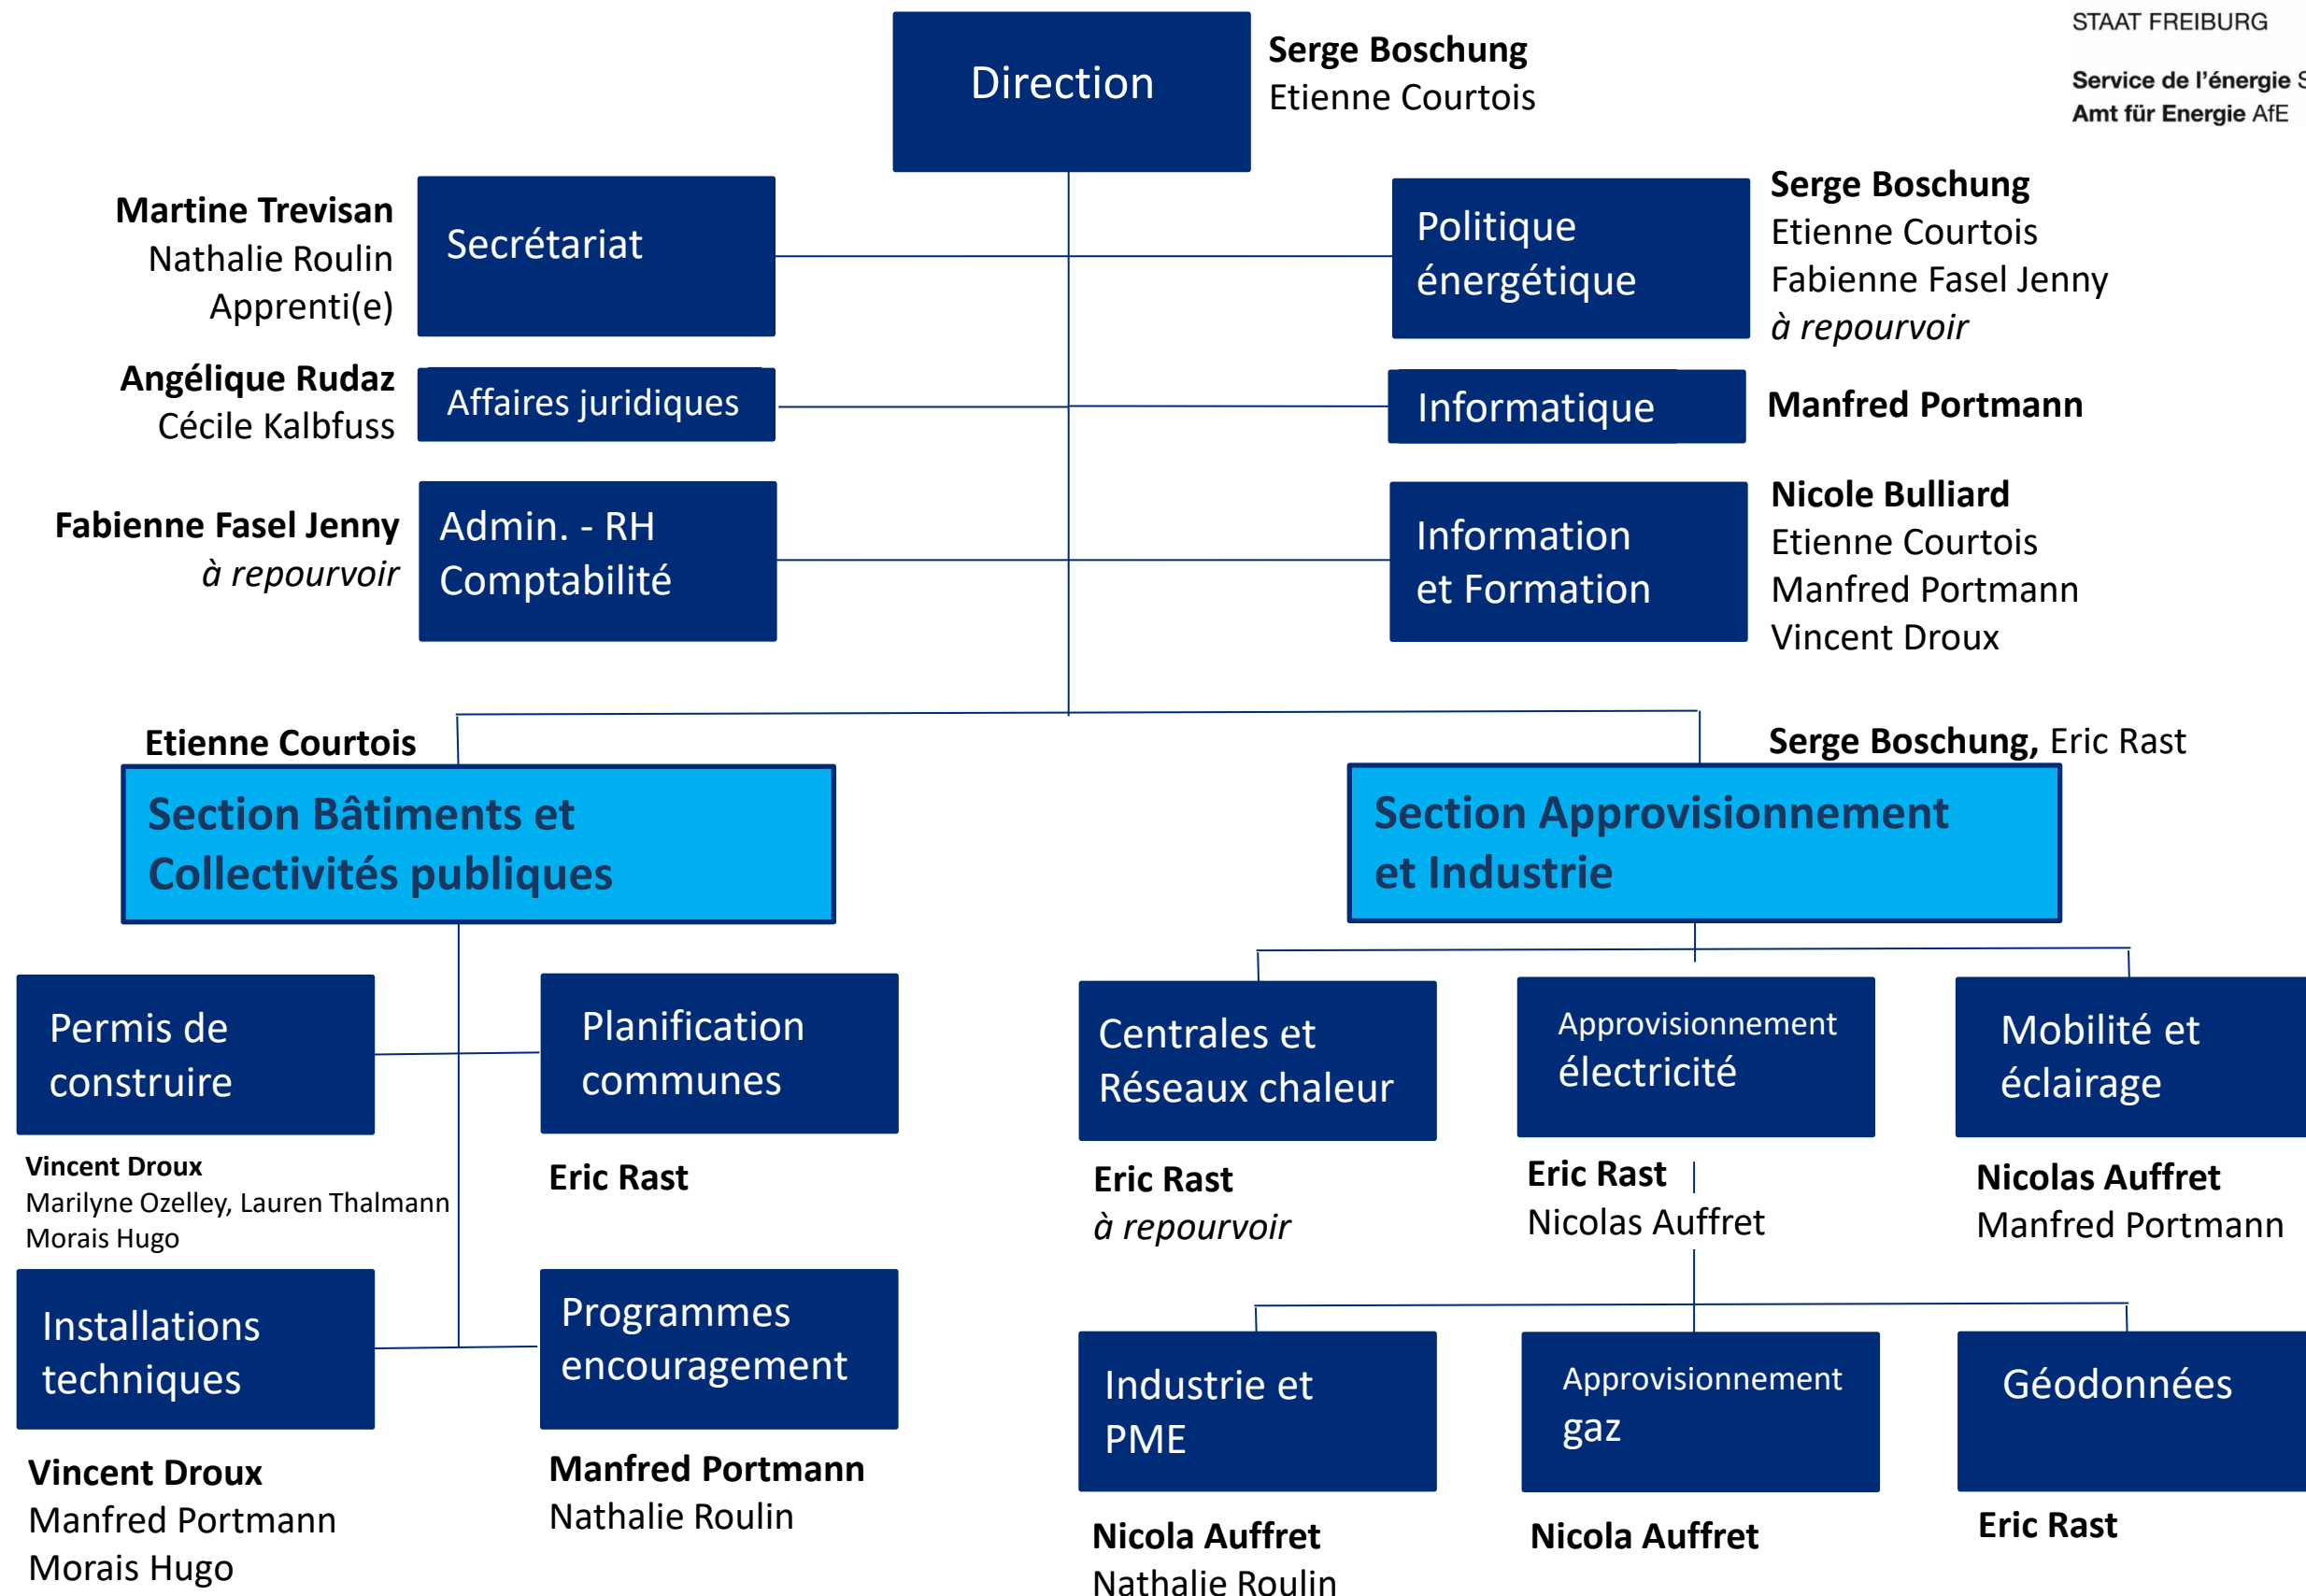 STAAT FREIBURG
Service de l'énergie
Amt für Energie AfE
Direction
Serge Boschung
Etienne Courtois
Martine Trevisan
Nathalie Roulin
Apprenti(e)
Secrétariat
Politique
énergétique
Serge Boschung
Etienne Courtois
Fabienne Fasel Jenny
à repourvoir
Angélique Rudaz
Cécile Kalbfuss
Affaires juridiques
Informatique
Manfred Portmann
Fabienne Fasel Jenny
à repourvoir
Admin. - RH
Comptabilité
Information
et Formation
Nicole Bulliard
Etienne Courtois
Manfred Portmann
Vincent Droux
Etienne Courtois
Section Bâtiments et
Collectivités publiques
Serge Boschung, Eric Rast
Section Approvisionnement
et Industrie
Permis de
construire
Vincent Droux
Marilyne Ozelley, Lauren Thalmann
Morais Hugo
Planification
communes
Eric Rast
Centrales et
Réseaux chaleur
Eric Rast
à repourvoir
Approvisionnement
électricité
Eric Rast
Nicolas Auffret
Mobilité et
éclairage
Nicolas Auffret
Manfred Portmann
Installations
techniques
Vincent Droux
Manfred Portmann
Morais Hugo
Programmes
encouragement
Manfred Portmann
Nathalie Roulin
Industrie et
PME
Nicola Auffret
Nathalie Roulin
Approvisionnement
gaz
Nicola Auffret
Géodonnées
Eric Rast